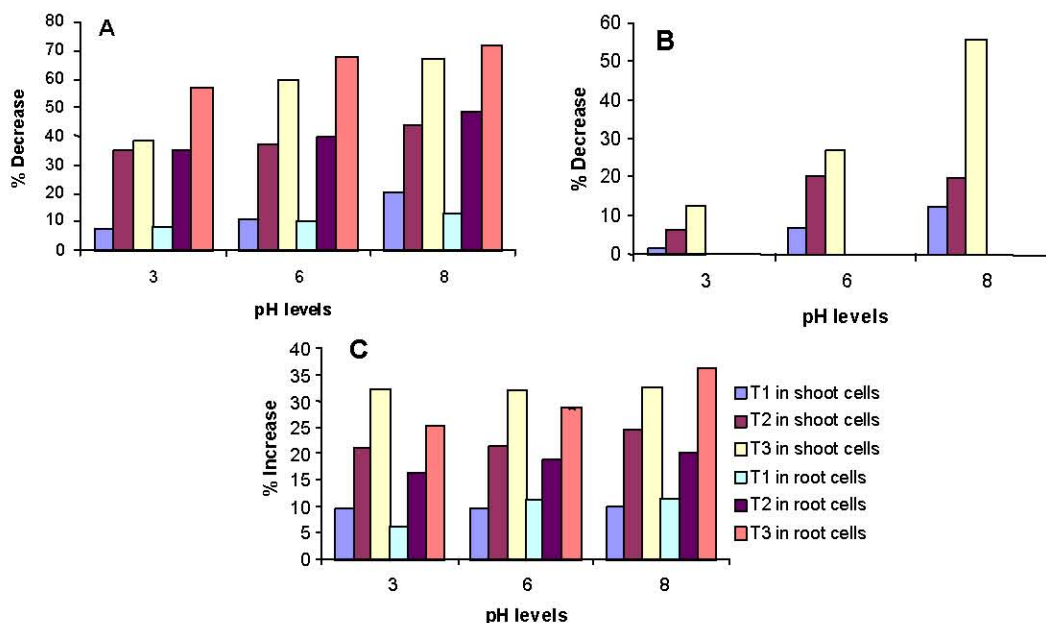 A
% Decrease
80
70
60
50
40
30
20
10
0
3 6 8
pH levels
B
% Decrease
60
50
40
30
20
10
0
3 6 8
pH levels
C
% Increase
40
35
30
25
20
15
10
5
0
3 6 8
pH levels
T1 in shoot cells
T2 in shoot cells
T3 in shoot cells
T1 in root cells
T2 in root cells
T3 in root cells